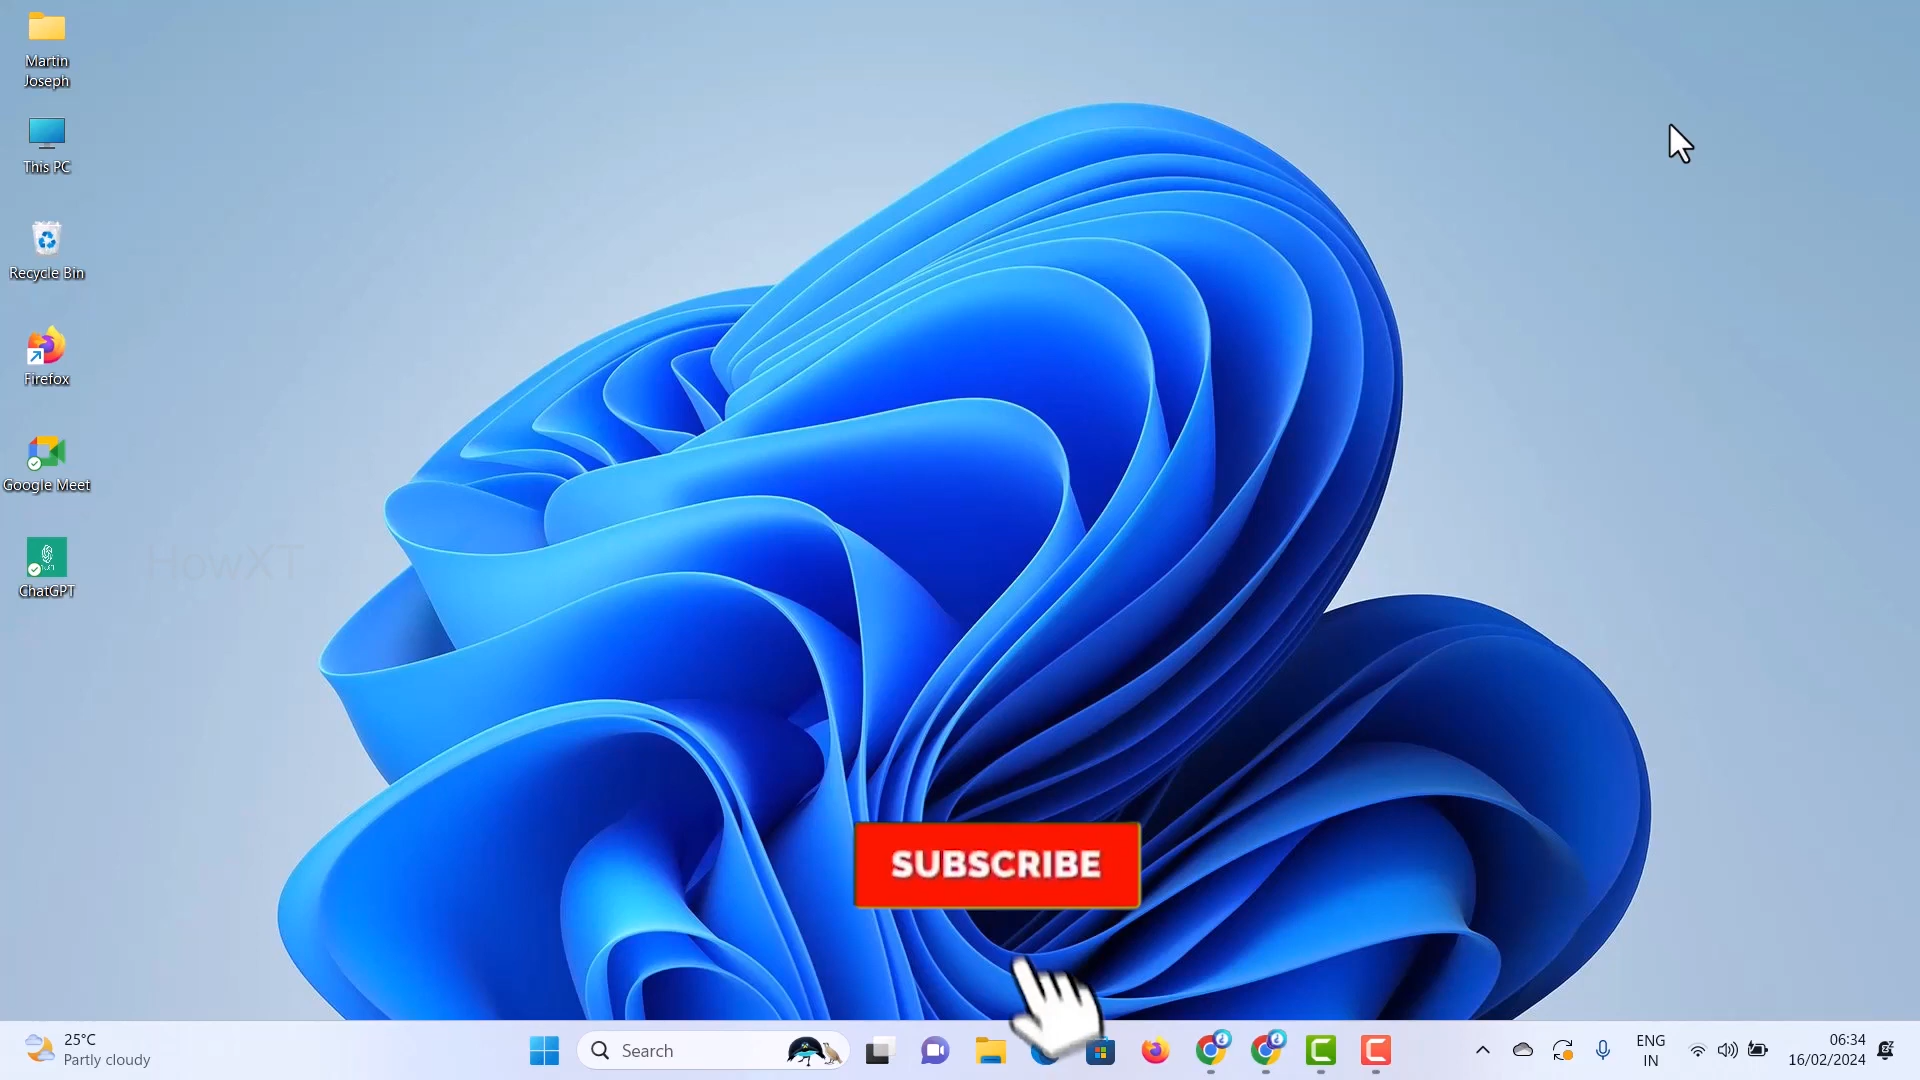 Martin
Joseph
This PC
Recycle Bin
Firefox
Google Meet
HowXT
ChatGPT
SUBSCRIBE
25°C
Partly cloudy
Search
ENG
IN
06:34
16/02/2024